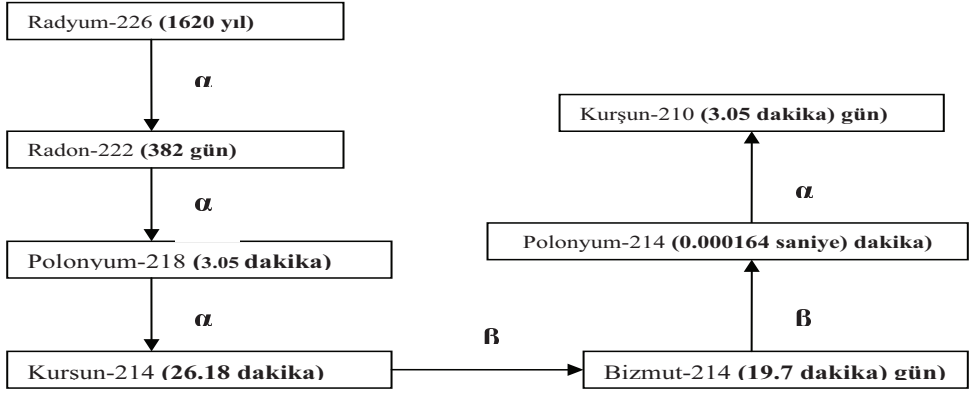 Radyum-226 (1620 yıl)
α
Radon-222 (382 gün)
α
Polonyum-218 (3.05 dakika)
α
Kursun-214 (26.18 dakika)
ß
Bizmut-214 (19.7 dakika) gün)
ß
Polonyum-214 (0.000164 saniye) dakika)
α
Kurşun-210 (3.05 dakika) gün)